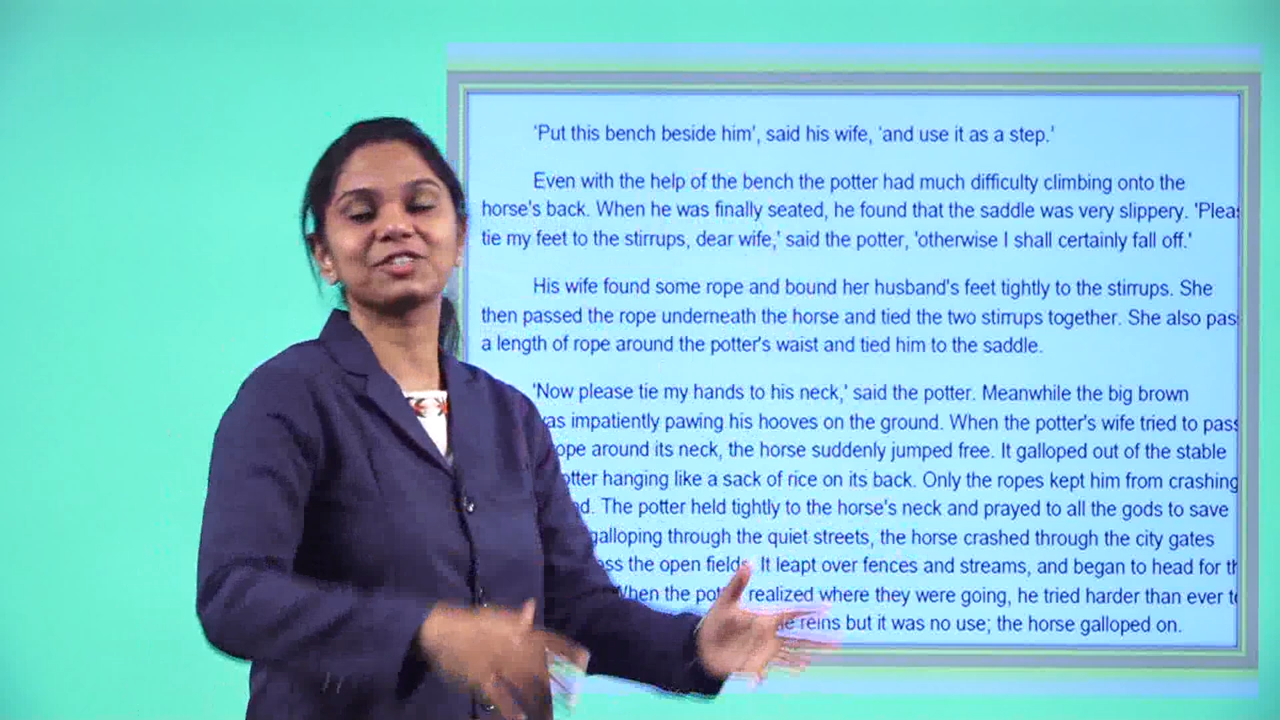 'Put this bench beside him', said his wife, 'and use it as a step.'
Even with the help of the bench the potter had much difficulty climbing onto the
horse's back. When he was finally seated, he found that the saddle was very slippery.
tie my feet to the stirrups, dear wife,' said the potter, 'otherwise I shall certainly fall off.'
His wife found some rope and bound her husband's feet tightly to the stirrups. She
then passed the rope underneath the horse and tied the two stirrups together. She also
a length of rope around the potter's waist and tied him to the saddle.
'Now please tie my hands to his neck,' said the potter. Meanwhile the big brown
impatiently pawing his hooves on the ground. When the potter's wife tried to
around its neck, the horse suddenly jumped free. It galloped out of the stable
hanging like a sack of rice on its back. Only the ropes kept him from crashing
The potter held tightly to the horse's neck and prayed to all the gods to save
galloping through the quiet streets, the horse crashed through the city gates
the open fields. It leapt over fences and streams, and began to head for
When the realized where they were going, he tried harder than ever
reins but it was no use; the horse galloped on.